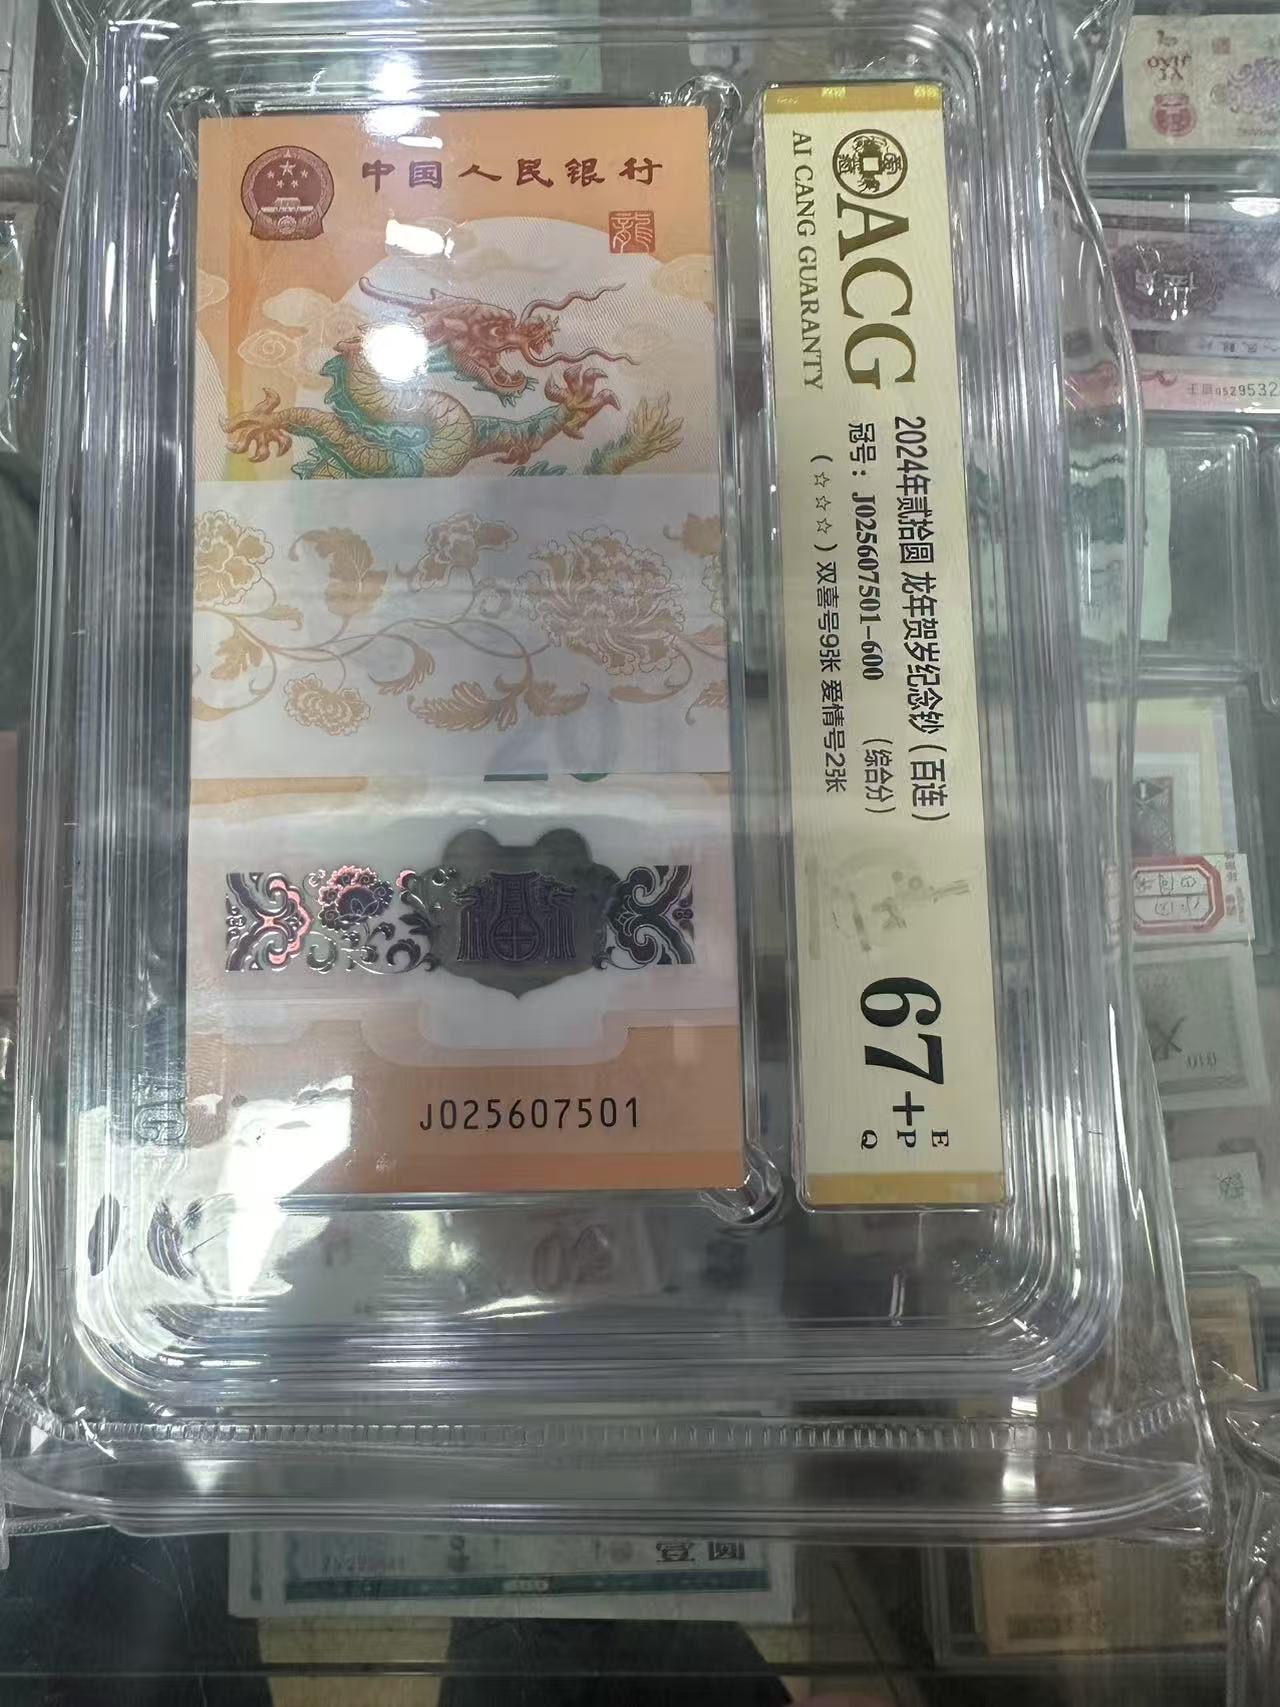 中国人民银行
龍
20
J025607501
ACG
AI CANG GUARANTY
2024年贰拾圆 龙年贺岁纪念钞(百连)
冠号:J025607501-600 (综合分)
(☆☆☆)双喜号9张 爱情号2张
67+
E
P
Q